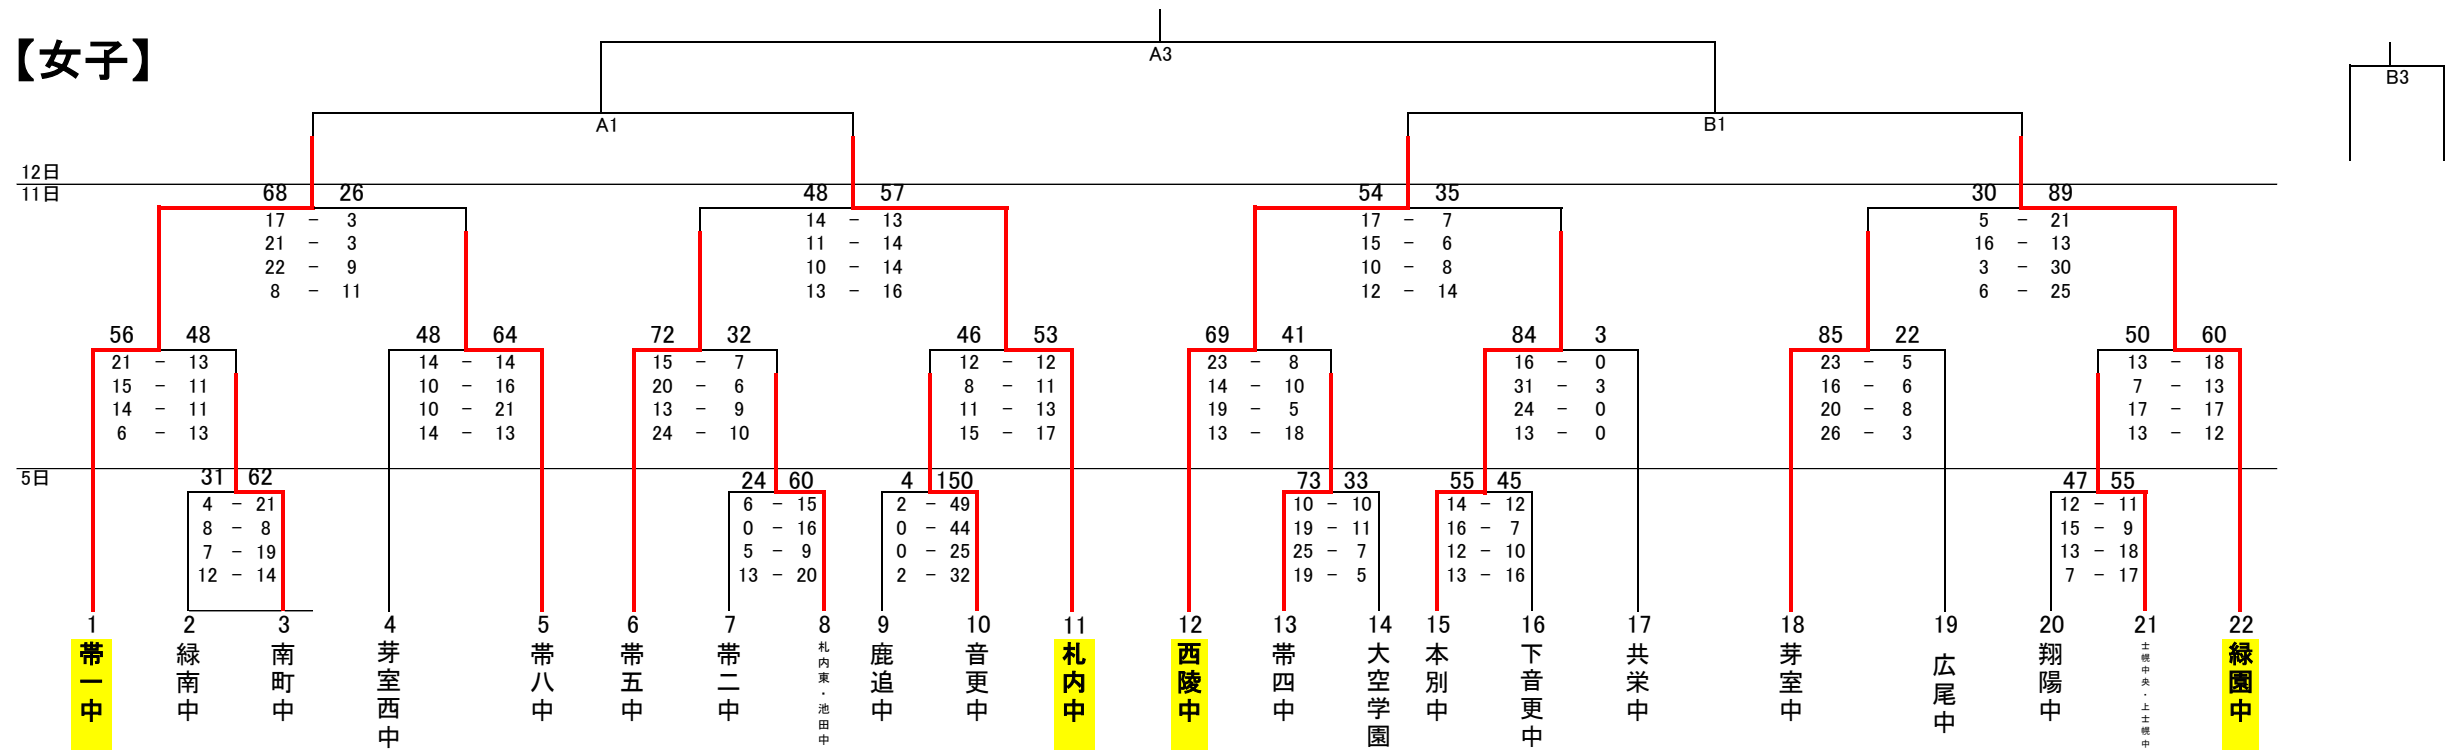 【女子】
A3
B3
A1 B1
12日
11日
68 26 48 57 54 35 30 89
17 - 3 14 - 13 17 - 7 5 - 21
21 - 3 11 - 14 15 - 6 16 - 13
22 - 9 10 - 14 10 - 8 3 - 30
8 - 11 13 - 16 12 - 14 6 - 25
56 48 48 64 72 32 46 53 69 41 84 3 85 22 50 60
21 - 13 14 - 14 15 - 7 12 - 12 23 - 8 16 - 0 23 - 5 13 - 18
15 - 11 10 - 16 20 - 6 8 - 11 14 - 10 31 - 3 16 - 6 7 - 13
14 - 11 10 - 21 13 - 9 11 - 13 19 - 5 24 - 0 20 - 8 17 - 17
6 - 13 14 - 13 24 - 10 15 - 17 13 - 18 13 - 0 26 - 3 13 - 12
5日
31 62 24 60 4 150 73 33 55 45 47 55
4 - 21 6 - 15 2 - 49 10 - 10 14 - 12 12 - 11
8 - 8 0 - 16 0 - 44 19 - 11 16 - 7 15 - 9
7 - 19 5 - 9 0 - 25 25 - 7 12 - 10 13 - 18
12 - 14 13 - 20 2 - 32 19 - 5 13 - 16 7 - 17
1 2 3 4 5 6 7 8 9 10 11 12 13 14 15 16 17 18 19 20 21 22
帯一中
緑南中
南町中
芽室西中
帯八中
帯五中
帯二中
札内東・池田中
鹿追中
音更中
札内中
西陵中
帯四中
大空学園
本別中
下音更中
共栄中
芽室中
広尾中
翔陽中
士幌中央・上士幌中
緑園中